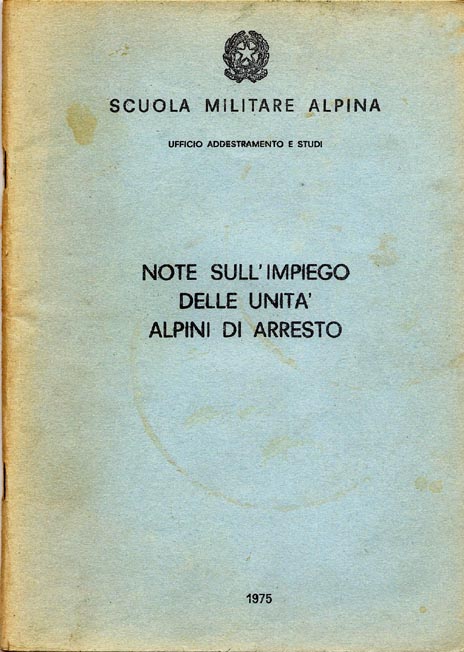 SCUOLA MILITARE ALPINA
UFFICIO ADDESTRAMENTO E STUDI
NOTE SULL'IMPIEGO
DELLE UNITA'
ALPINI DI ARRESTO
1975